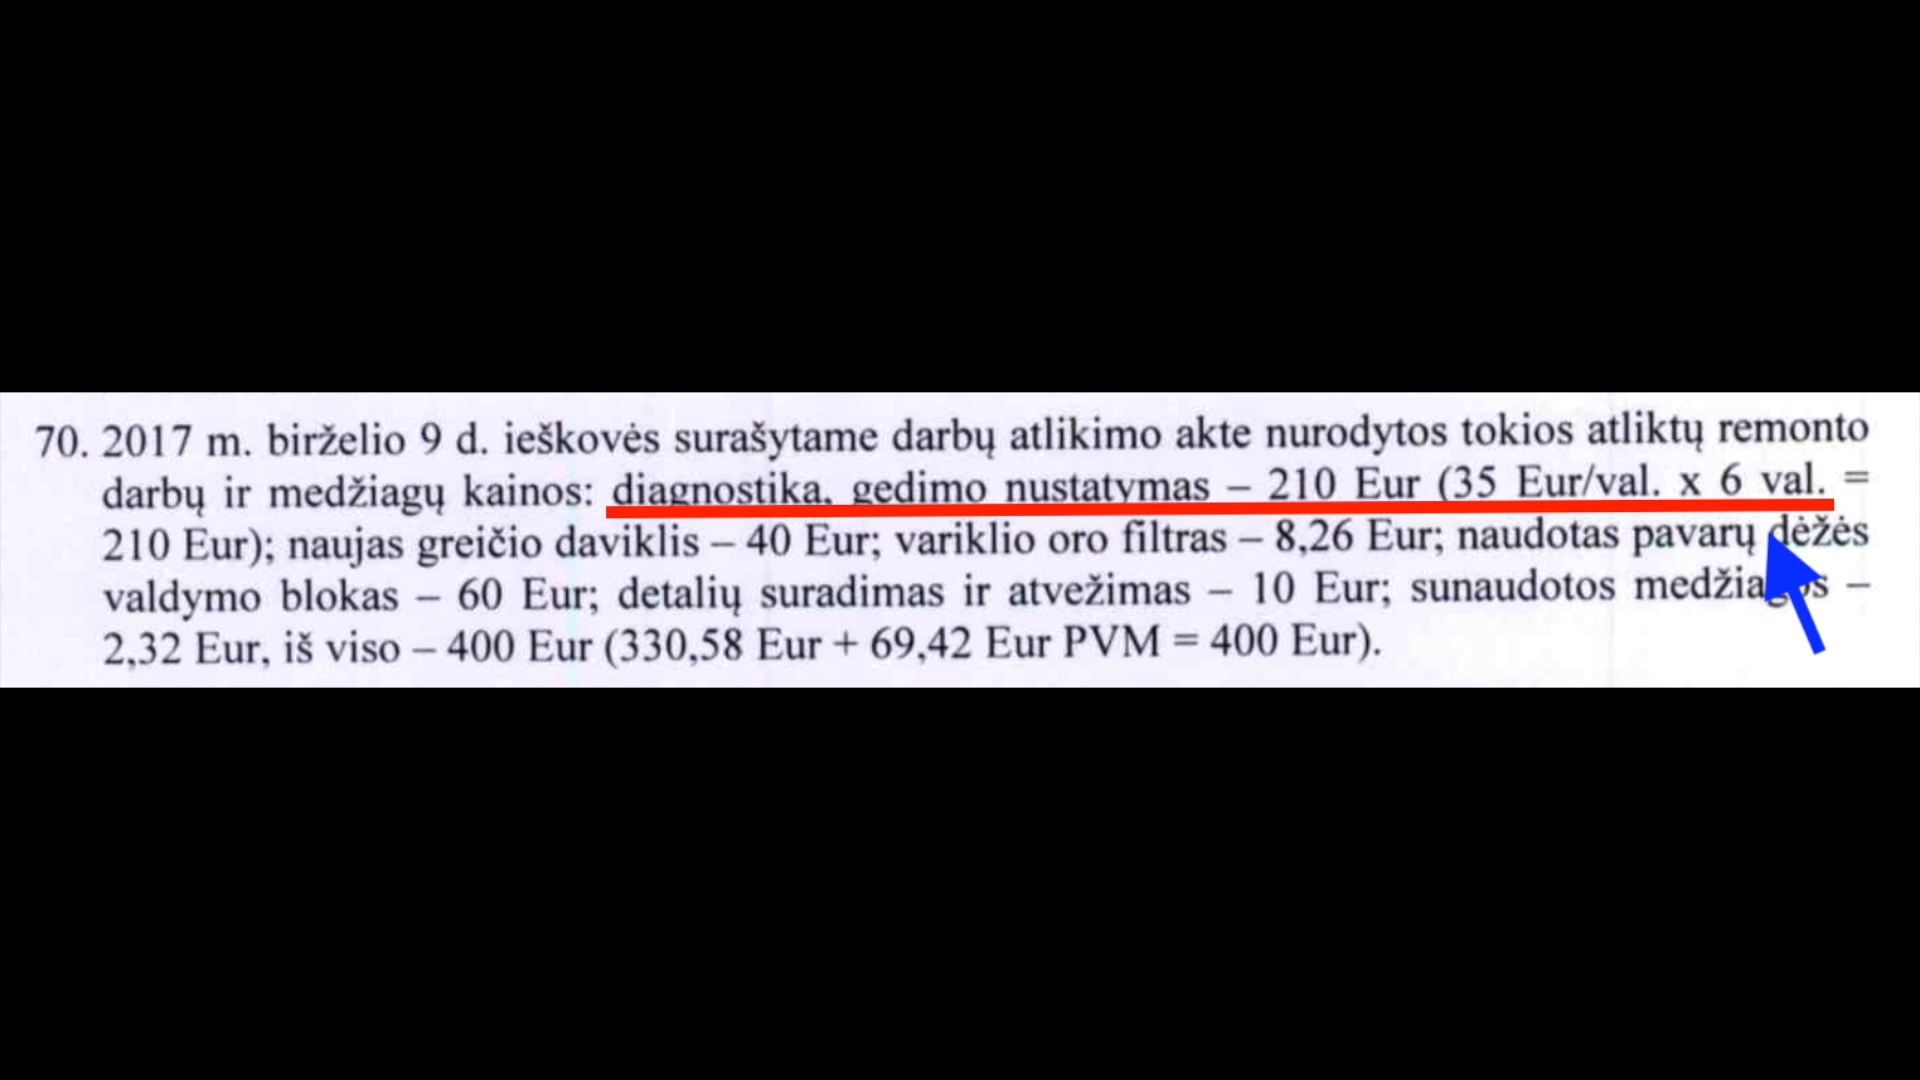 70. 2017 m. birželio 9 d. ieškovės surašytame darbų atlikimo akte nurodytos tokios atliktų remonto
darbų ir medžiagų kainos: diagnostika, gedimo nustatymas – 210 Eur (35 Eur/val. x 6 val. =
210 Eur); naujas greičio daviklis – 40 Eur; variklio oro filtras – 8,26 Eur; naudotas pavarų dėžės
valdymo blokas – 60 Eur; detalių suradimas ir atvežimas – 10 Eur; sunaudotos medžiagos –
2,32 Eur, iš viso – 400 Eur (330,58 Eur + 69,42 Eur PVM = 400 Eur).